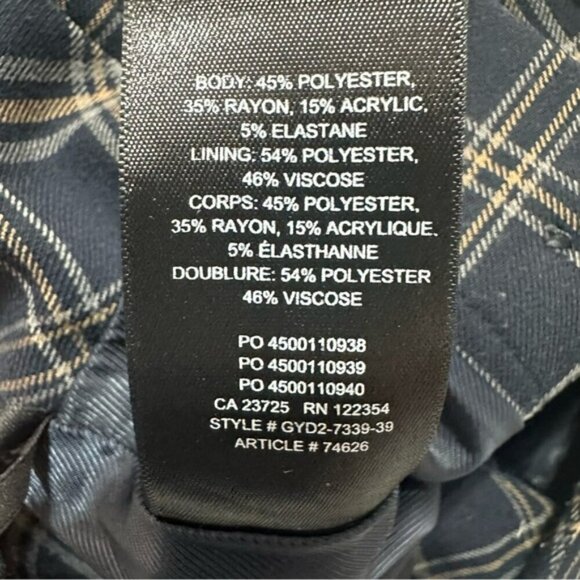 BODY: 45% POLYESTER,
35% RAYON, 15% ACRYLIC,
5% ELASTANE
LINING: 54% POLYESTER,
46% VISCOSE
CORPS: 45% POLYESTER,
35% RAYON, 15% ACRYLIQUE,
5% ÉLASTHANNE
DOUBLURE: 54% POLYESTER
46% VISCOSE
PO 4500110938
PO 4500110939
PO 4500110940
CA 23725 RN 122354
STYLE # GYD2-7339-39
ARTICLE # 74626